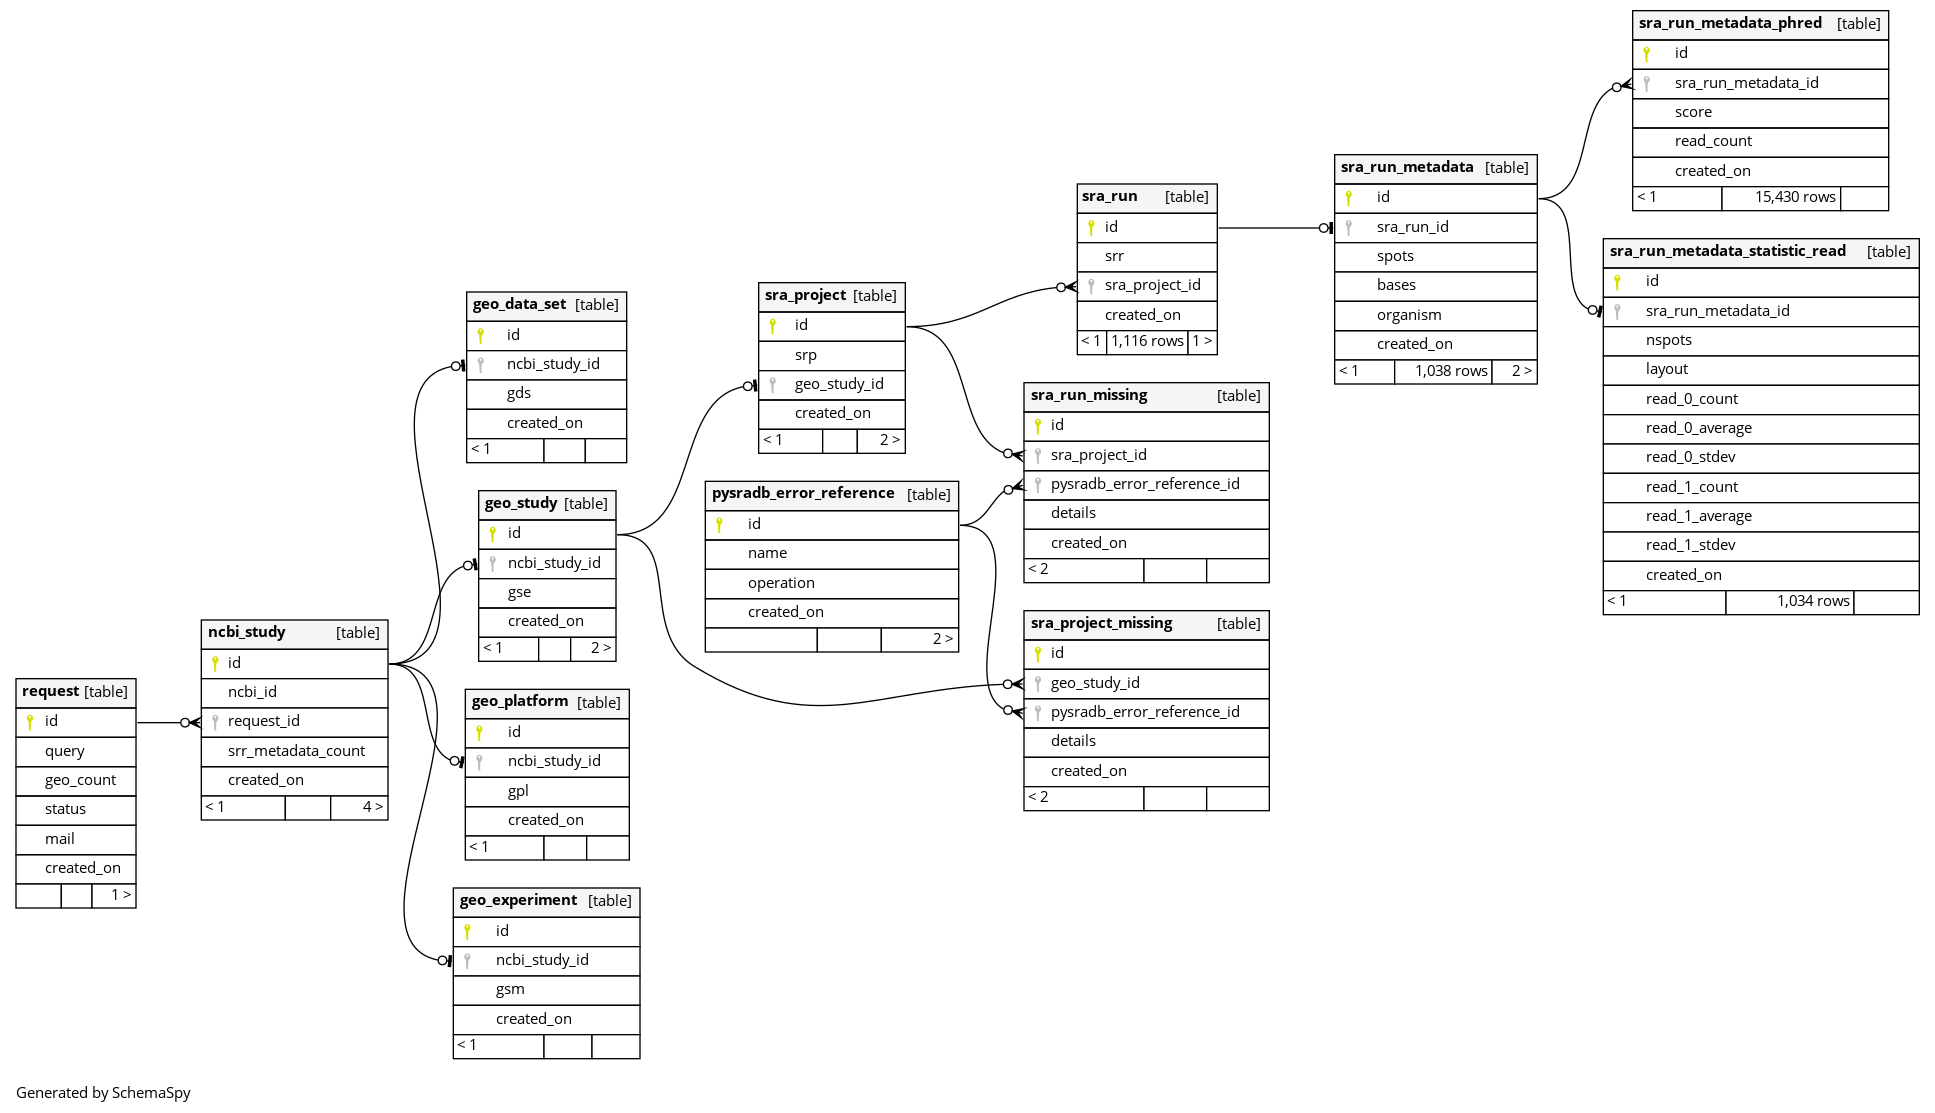 sra_run_metadata_phred [table]
id
sra_run_metadata_id
score
read_count
created_on
< 1 15,430 rows
sra_run_metadata [table]
id
sra_run_id
spots
bases
organism
created_on
< 1 1,038 rows 2 >
sra_run [table]
id
srr
sra_project_id
created_on
< 1 1,116 rows 1 >
sra_run_metadata_statistic_read [table]
id
sra_run_metadata_id
nspots
layout
read_0_count
read_0_average
read_0_stdev
read_1_count
read_1_average
read_1_stdev
created_on
< 1 1,034 rows
sra_project [table]
id
srp
geo_study_id
created_on
< 1 2 >
geo_data_set [table]
id
ncbi_study_id
gds
created_on
< 1
sra_run_missing [table]
id
sra_project_id
pysradb_error_reference_id
details
created_on
< 2
pysradb_error_reference [table]
id
name
operation
created_on
2 >
geo_study [table]
id
ncbi_study_id
gse
created_on
< 1 2 >
sra_project_missing [table]
id
geo_study_id
pysradb_error_reference_id
details
created_on
< 2
ncbi_study [table]
id
ncbi_id
request_id
srr_metadata_count
created_on
< 1 4 >
request [table]
id
query
geo_count
status
mail
created_on
1 >
geo_platform [table]
id
ncbi_study_id
gpl
created_on
< 1
geo_experiment [table]
id
ncbi_study_id
gsm
created_on
< 1
Generated by SchemaSpy